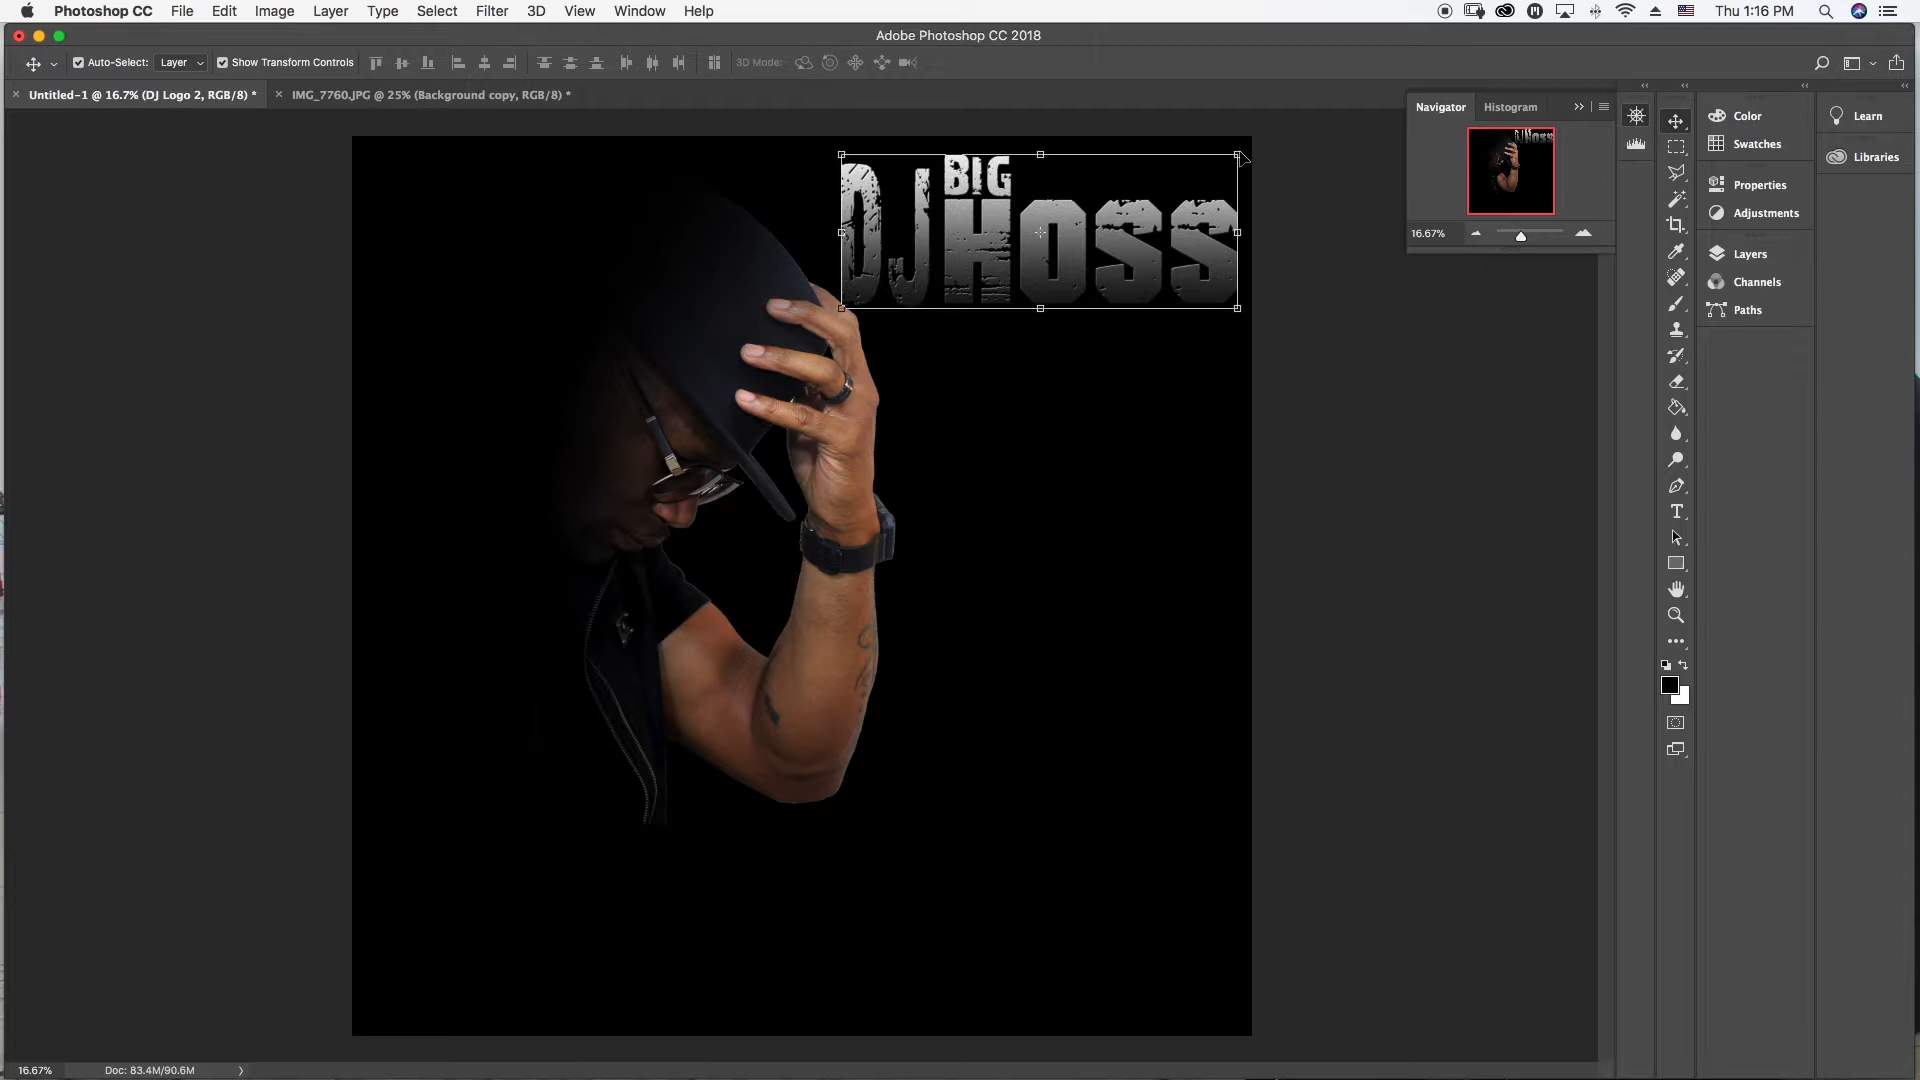 Photoshop CC File Edit Image Layer Type Select Filter 3D View Window Help Thu 1:16 PM
Adobe Photoshop CC 2018
Auto-Select: Layer Show Transform Controls 3D Mode:
Untitled-1 @ 16.7% (DJ Logo 2, RGB/8) * IMG_7760.JPG @ 25% (Background copy, RGB/8) *
Navigator Histogram
16.67%
Color
Swatches
Properties
Adjustments
Layers
Channels
Paths
Learn
Libraries
DJ BIG Hoss
16.67% Doc: 83.4M/90.6M